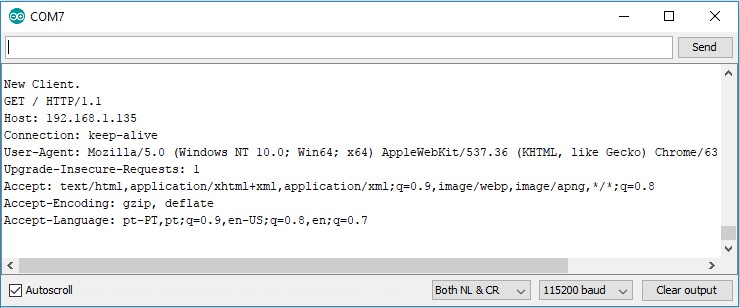 COM7
Send
New Client.
GET / HTTP/1.1
Host: 192.168.1.135
Connection: keep-alive
User-Agent: Mozilla/5.0 (Windows NT 10.0; Win64; x64) AppleWebKit/537.36 (KHTML, like Gecko) Chrome/63
Upgrade-Insecure-Requests: 1
Accept: text/html,application/xhtml+xml,application/xml;q=0.9,image/webp,image/apng,*/*;q=0.8
Accept-Encoding: gzip, deflate
Accept-Language: pt-PT,pt;q=0.9,en-US;q=0.8,en;q=0.7
Autoscroll Both NL & CR 115200 baud Clear output